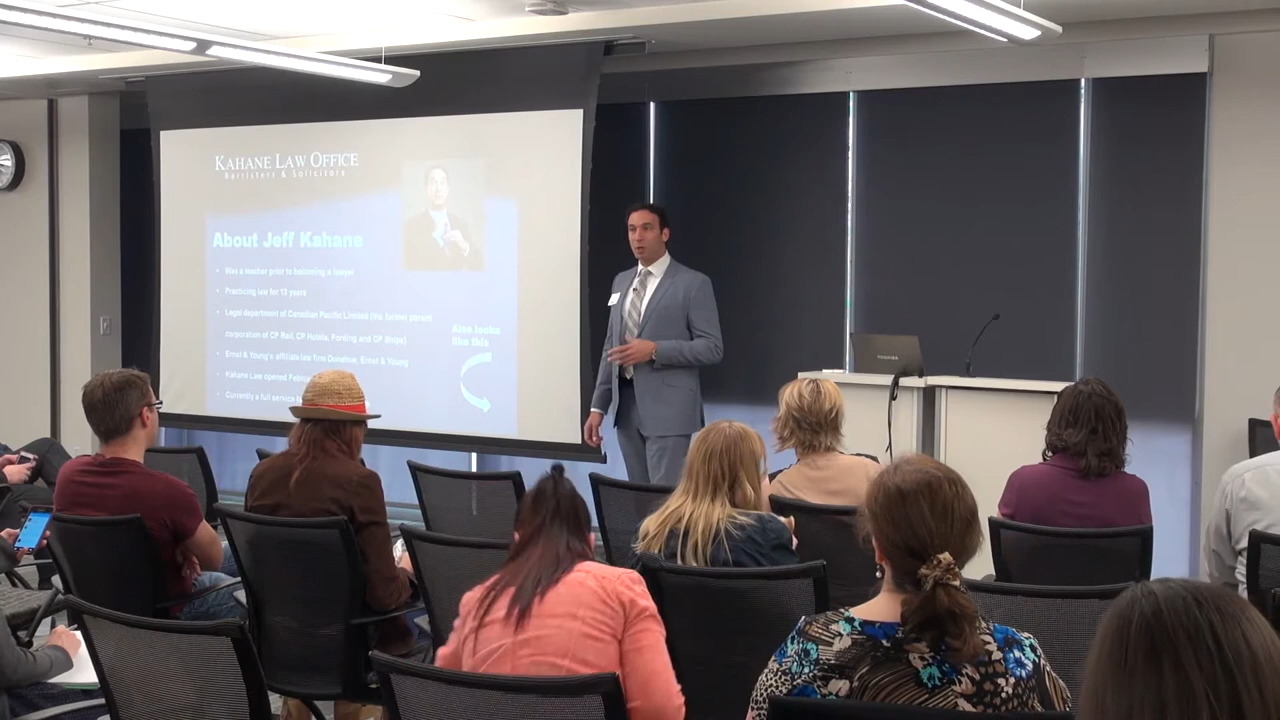 KAHANE LAW OFFICE
Barristers & Solicitors
About Jeff Kahane
• Was a teacher prior to becoming a lawyer
• Practicing law for 13 years
• Legal department of Canadian Pacific Limited (the former parent
corporation of CP Rail, CP Hotels, Fording and CP Ships)
Also looks
like this
• Ernst & Young's affiliate law firm Donahue, Ernst & Young
• Kahane Law opened
• Currently a full service
TOSHIBA